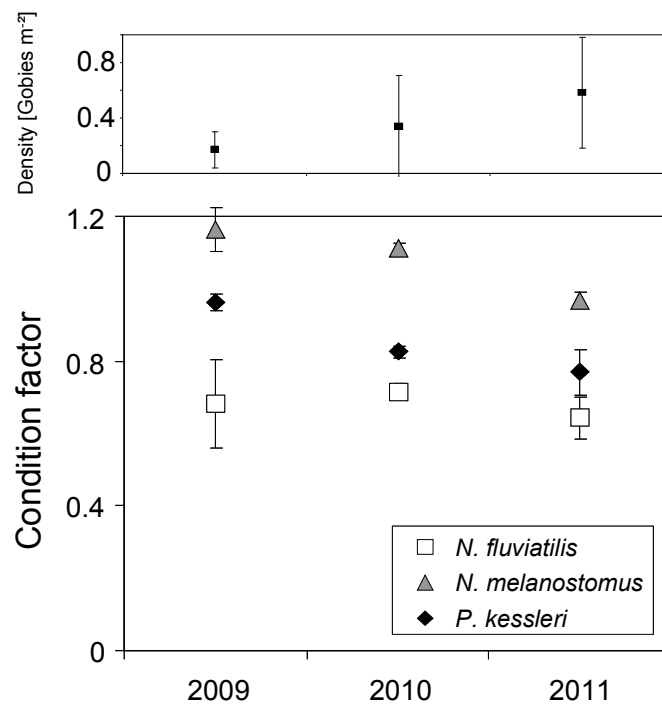 Density [Gobies m⁻²]
0.8
0.4
0
Condition factor
1.2
0.8
0.4
0
N. fluviatilis
N. melanostomus
P. kessleri
2009 2010 2011